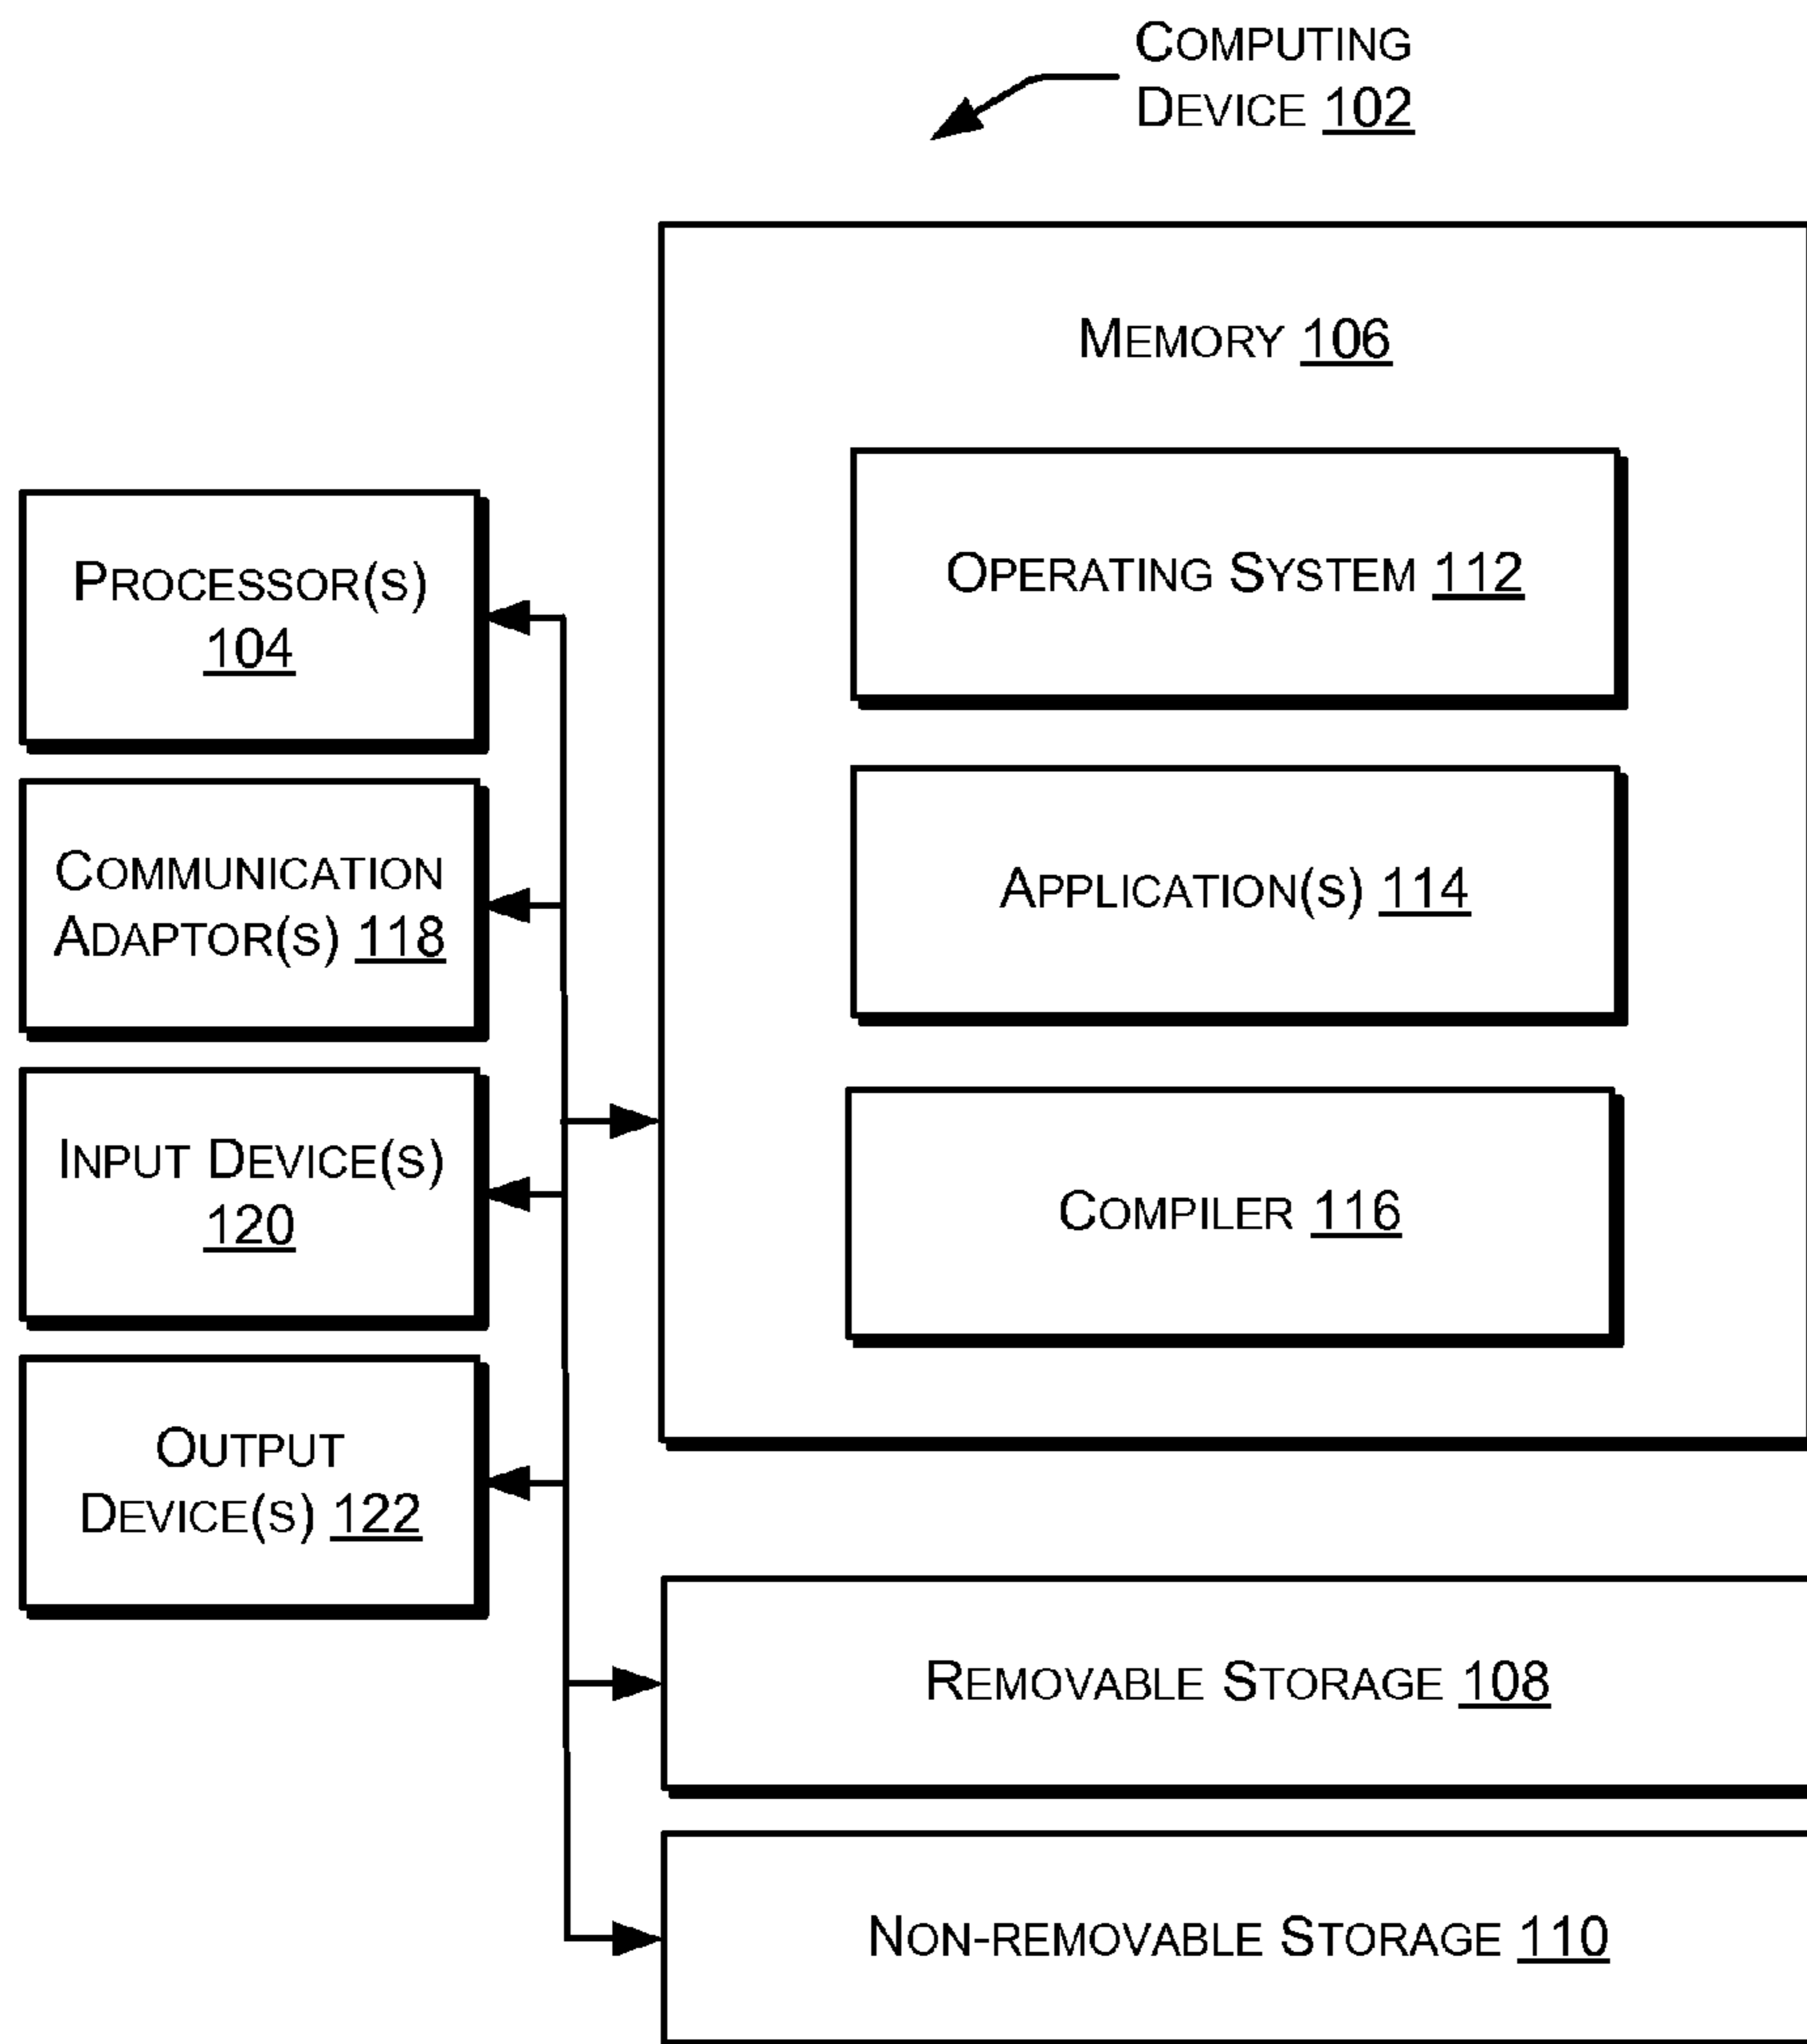 COMPUTING
DEVICE 102
MEMORY 106
OPERATING SYSTEM 112
APPLICATION(S) 114
COMPILER 116
PROCESSOR(S)
104
COMMUNICATION
ADAPTOR(S) 118
INPUT DEVICE(S)
120
OUTPUT
DEVICE(S) 122
REMOVABLE STORAGE 108
NON-REMOVABLE STORAGE 110